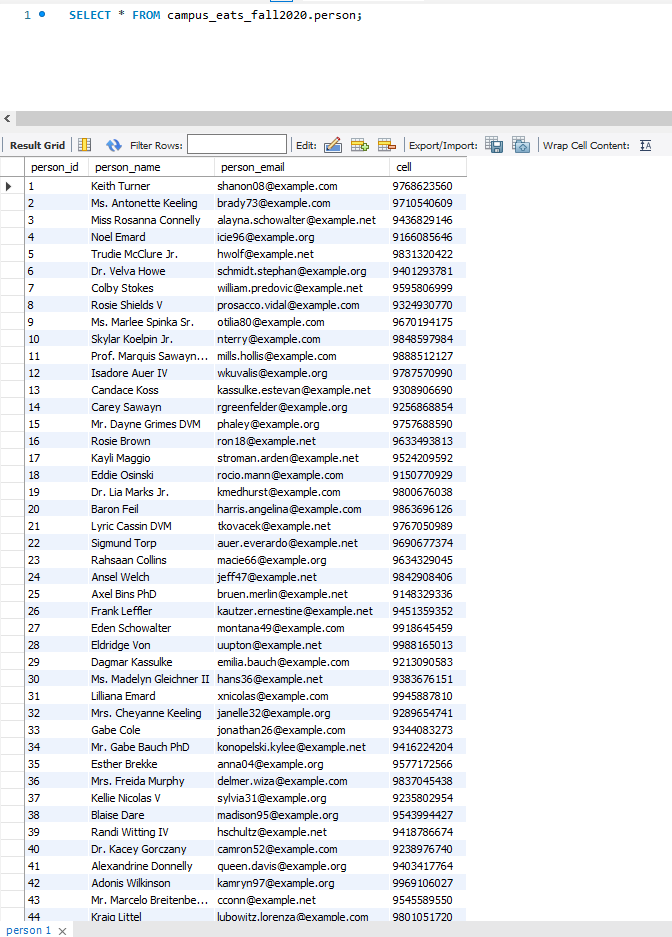 1 SELECT * FROM campus_eats_fall2020.person;
Result Grid Filter Rows: Edit: Export/Import: Wrap Cell Content:
person_id person_name person_email cell
1 Keith Turner shanon08@example.com 9768623560
2 Ms. Antonette Keeling brady73@example.com 9710540609
3 Miss Rosanna Connelly alayna.schowalter@example.net 9436829146
4 Noel Emard icie96@example.org 9166085646
5 Trudie McClure Jr. hwolf@example.net 9831320422
6 Dr. Velva Howe schmidt.stephan@example.org 9401293781
7 Colby Stokes william.predovic@example.net 9595806999
8 Rosie Shields V prosacco.vidal@example.com 9324930770
9 Ms. Marlee Spinka Sr. otilia80@example.com 9670194175
10 Skylar Koelpin Jr. nterry@example.com 9848597984
11 Prof. Marquis Sawayn... mills.hollis@example.com 9888512127
12 Isadore Auer IV wkuvalis@example.org 9787570990
13 Candace Koss kassulke.estevan@example.net 9308906690
14 Carey Sawayn rgreenfelder@example.org 9256868854
15 Mr. Dayne Grimes DVM phaley@example.org 9757688590
16 Rosie Brown ron18@example.net 9633493813
17 Kayli Maggio stroman.arden@example.net 9524209592
18 Eddie Osinski rocio.mann@example.com 9150770929
19 Dr. Lia Marks Jr. kmedhurst@example.com 9800676038
20 Baron Feil harris.angelina@example.com 9863696126
21 Lyric Cassin DVM tkovacek@example.net 9767050989
22 Sigmund Torp auer.everardo@example.net 9690677374
23 Rahsaan Collins macie66@example.org 9634329045
24 Ansel Welch jeff47@example.net 9842908406
25 Axel Bins PhD bruen.merlin@example.net 9148329336
26 Frank Leffler kautzer.ernestine@example.net 9451359352
27 Eden Schowalter montana49@example.com 9918645459
28 Eldridge Von uupton@example.net 9988165013
29 Dagmar Kassulke emilia.bauch@example.com 9213090583
30 Ms. Madelyn Gleichner II hans36@example.net 9383676151
31 Lilliana Emard xnicolas@example.com 9945887810
32 Mrs. Cheyanne Keeling janelle32@example.org 9289654741
33 Gabe Cole jonathan26@example.com 9344083273
34 Mr. Gabe Bauch PhD konopelski.kylee@example.net 9416224204
35 Esther Brekke anna04@example.org 9577172566
36 Mrs. Freida Murphy delmer.wiza@example.com 9837045438
37 Kellie Nicolas V sylvia31@example.org 9235802954
38 Blaise Dare madison95@example.org 9543994427
39 Randi Witting IV hschultz@example.net 9418786674
40 Dr. Kacey Gorczany camron52@example.com 9238976740
41 Alexandrine Donnelly queen.davis@example.org 9403417764
42 Adonis Wilkinson kamryn97@example.org 9969106027
43 Mr. Marcelo Breitenbe... cconn@example.net 9545589550
44 Kraig Littel lubowitz.lorenza@example.com 9801051720
person 1